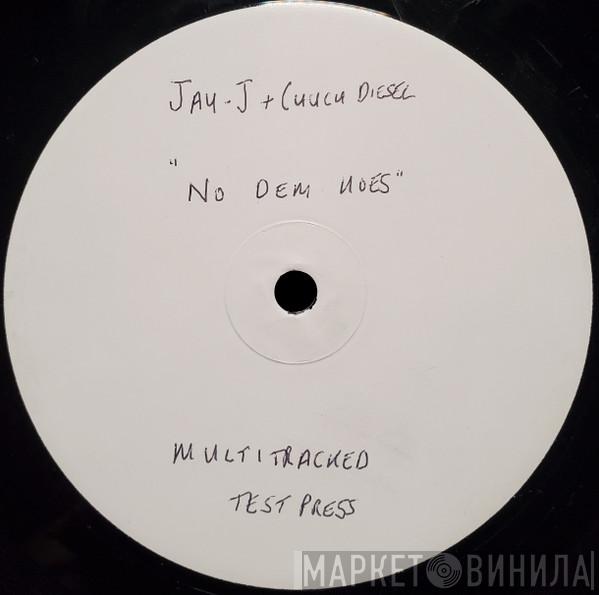 JAY-J + CHUCK DIESEL
"NO DEM HOES"
MULTITRACKED
TEST PRESS
МАРКЕТ ВИНИЛА